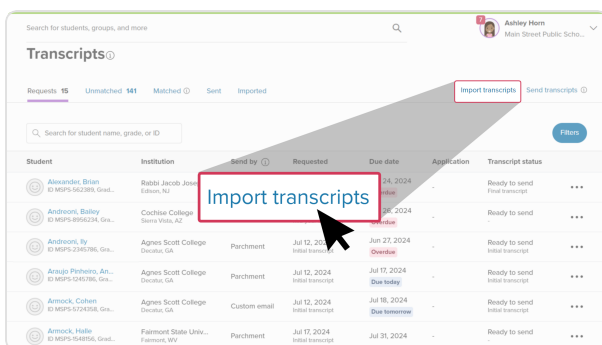 Search for students, groups, and more
7
Ashley Horn
Main Street Public Scho...
Transcripts
Requests 15 Unmatched 141 Matched Sent Imported Import transcripts Send transcripts
Search for student name, grade, or ID
Filters
Student Institution Send by Requested Due date Application Transcript status
Alexander, Brian
ID MSPS-562389, Grad...
Rabbi Jacob Jose
Edison, NJ
24, 2024
Ready to send
Final transcript
Import transcripts
Andreoni, Bailey
ID MSPS-8956234, Gra...
Cochise College
Sierra Vista, AZ
26, 2024
Overdue
-
Ready to send
-
Andreoni, Ily
ID MSPS-2345786, Gra...
Agnes Scott College
Decatur, GA
Parchment
Jul 12, 2024
Initial transcript
Jun 27, 2024
Overdue
-
Ready to send
Initial transcript
Araujo Pinheiro, An...
ID MSPS-1245786, Gra...
Agnes Scott College
Decatur, GA
Parchment
Jul 12, 2024
Initial transcript
Jul 17, 2024
Due today
-
Ready to send
Initial transcript
Armock, Cohen
ID MSPS-5724358, Gra...
Agnes Scott College
Decatur, GA
Custom email
Jul 12, 2024
Initial transcript
Jul 18, 2024
Due tomorrow
-
Ready to send
Initial transcript
Armock, Halle
ID MSPS-1548156, Grad...
Fairmont State Univ...
Fairmont, WV
Parchment
Jul 17, 2024
Initial transcript
Jul 31, 2024
-
Ready to send
-